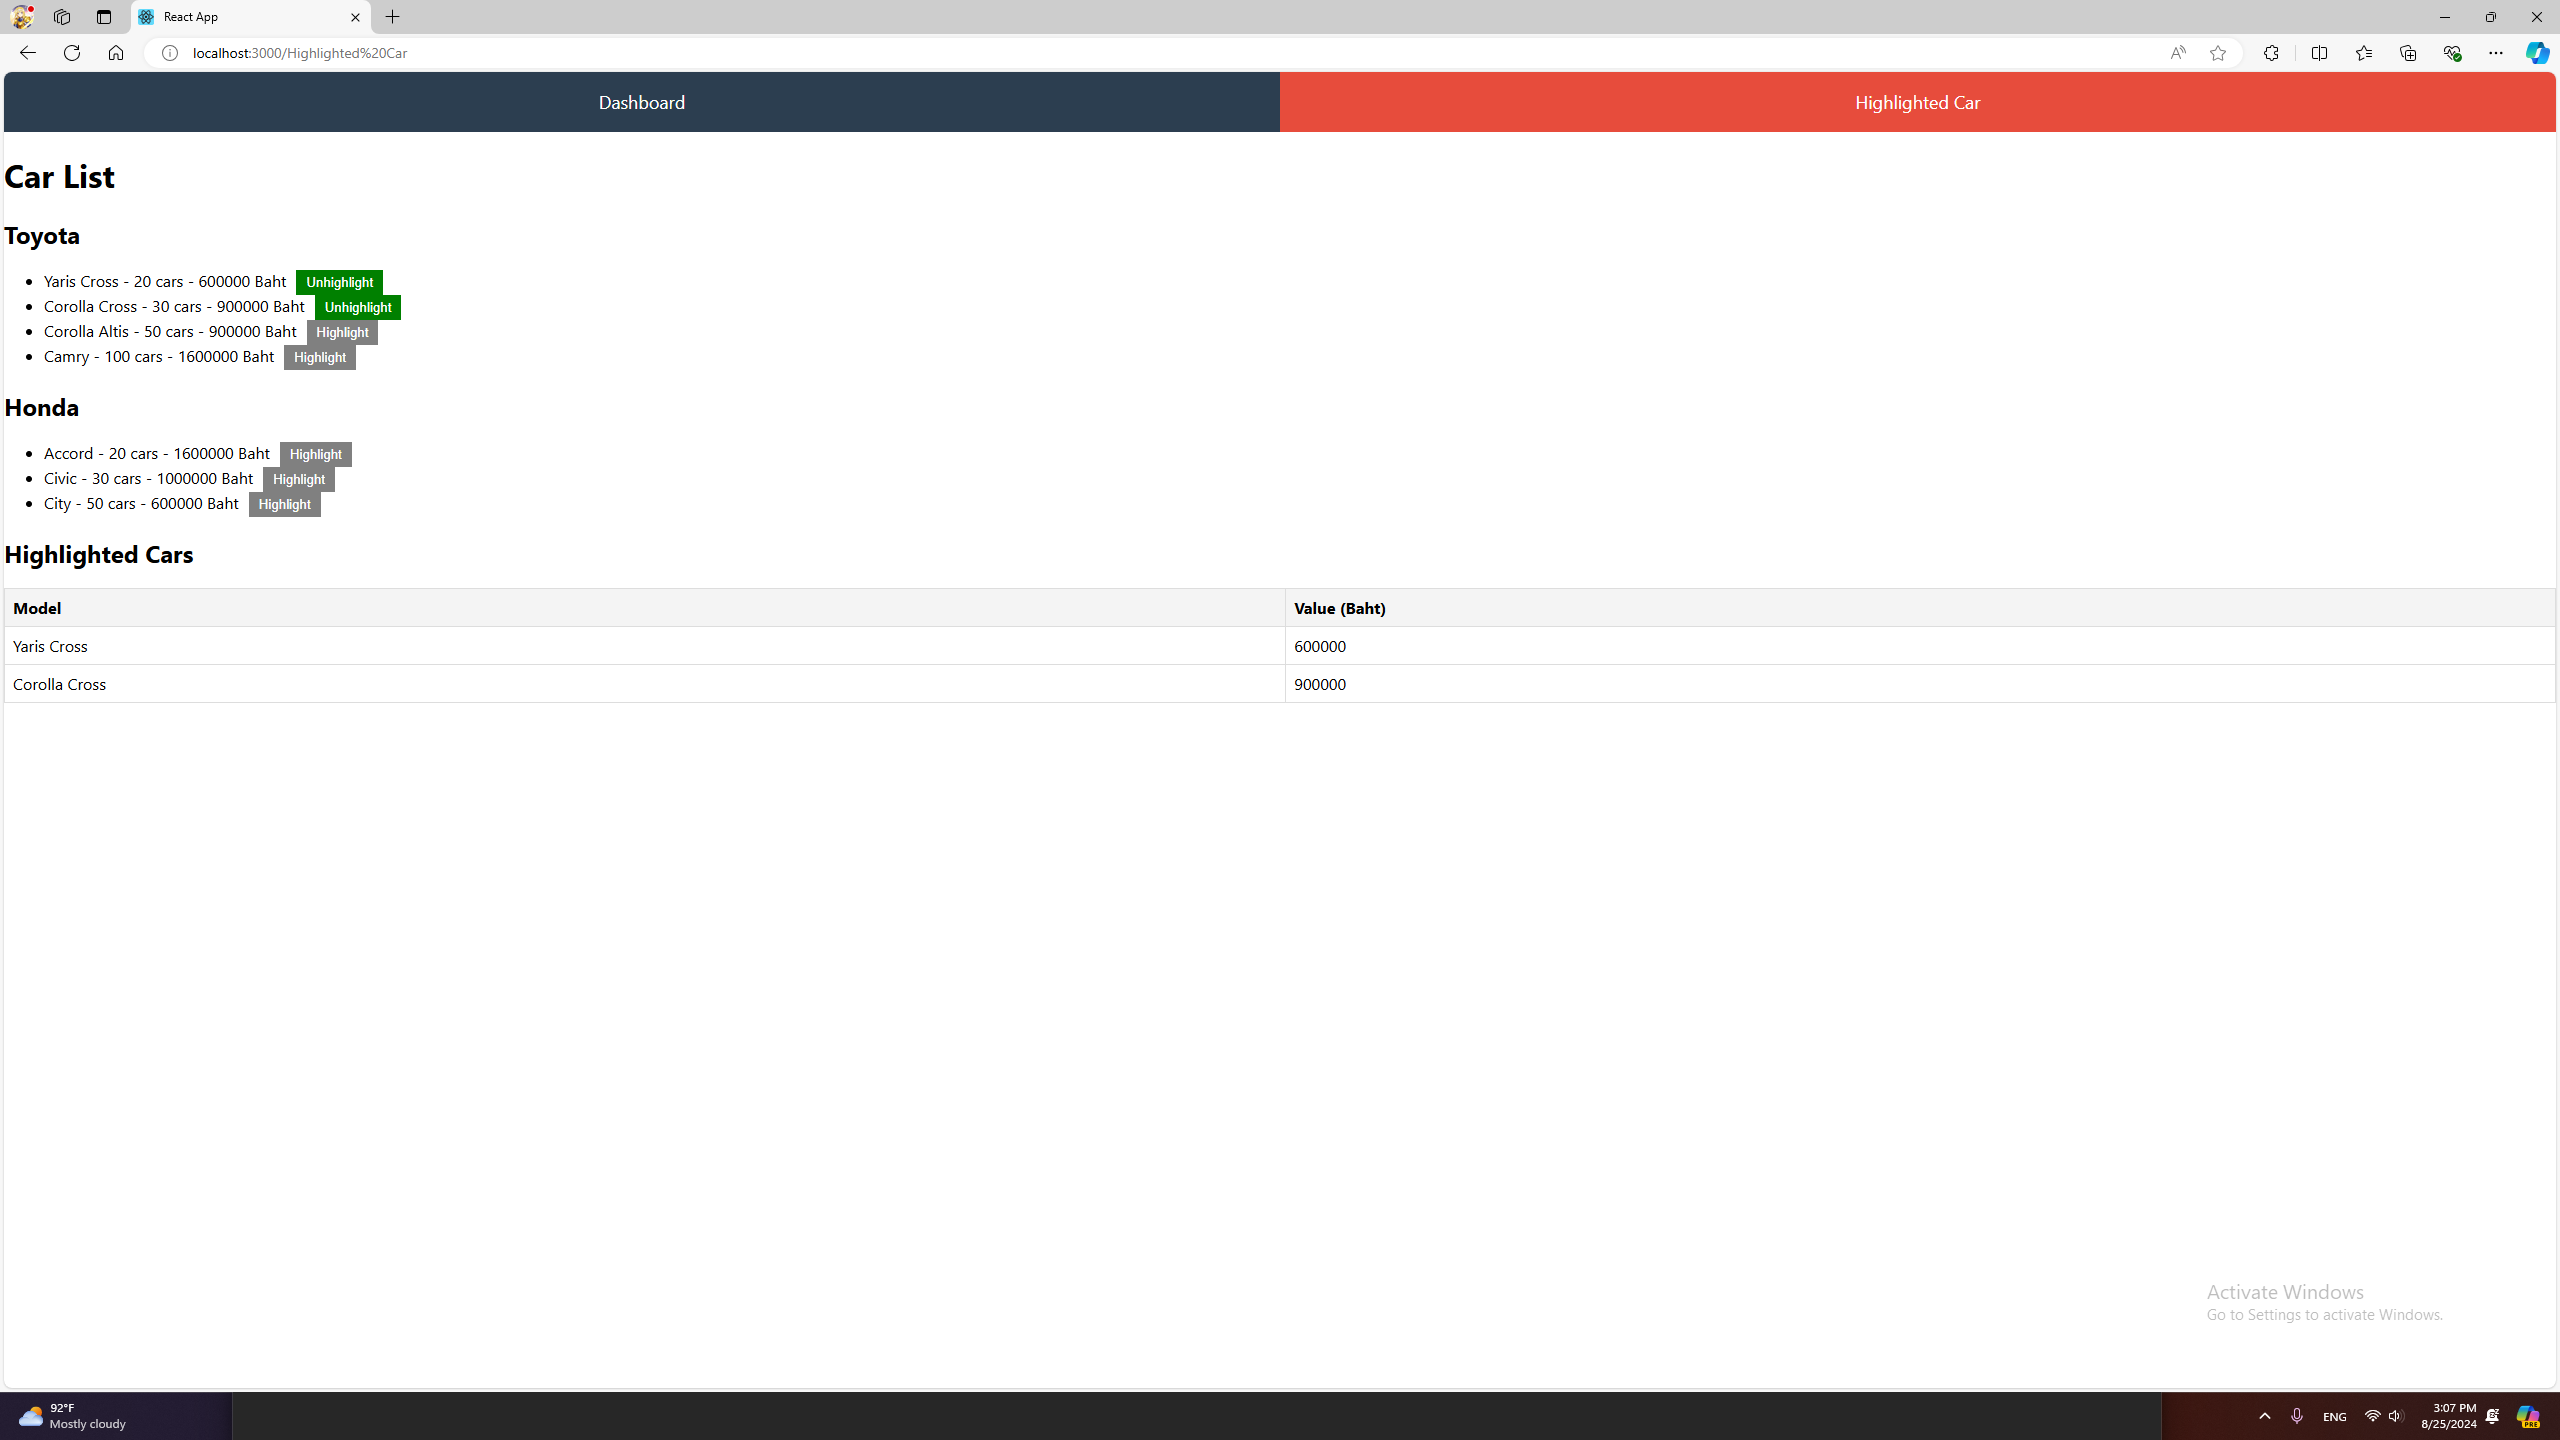 React App
localhost:3000/Highlighted%20Car
Dashboard
Highlighted Car
Car List
Toyota
Yaris Cross - 20 cars - 600000 Baht Unhighlight
Corolla Cross - 30 cars - 900000 Baht Unhighlight
Corolla Altis - 50 cars - 900000 Baht Highlight
Camry - 100 cars - 1600000 Baht Highlight
Honda
Accord - 20 cars - 1600000 Baht Highlight
Civic - 30 cars - 1000000 Baht Highlight
City - 50 cars - 600000 Baht Highlight
Highlighted Cars
Model Value (Baht)
Yaris Cross 600000
Corolla Cross 900000
Activate Windows
Go to Settings to activate Windows.
92°F
Mostly cloudy
ENG
3:07 PM
8/25/2024
PRE